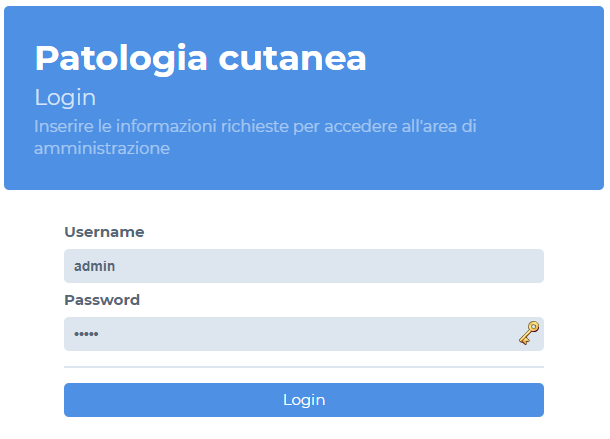 Patologia cutanea
Login
Inserire le informazioni richieste per accedere all'area di
amministrazione
Username
admin
Password
•••••
Login